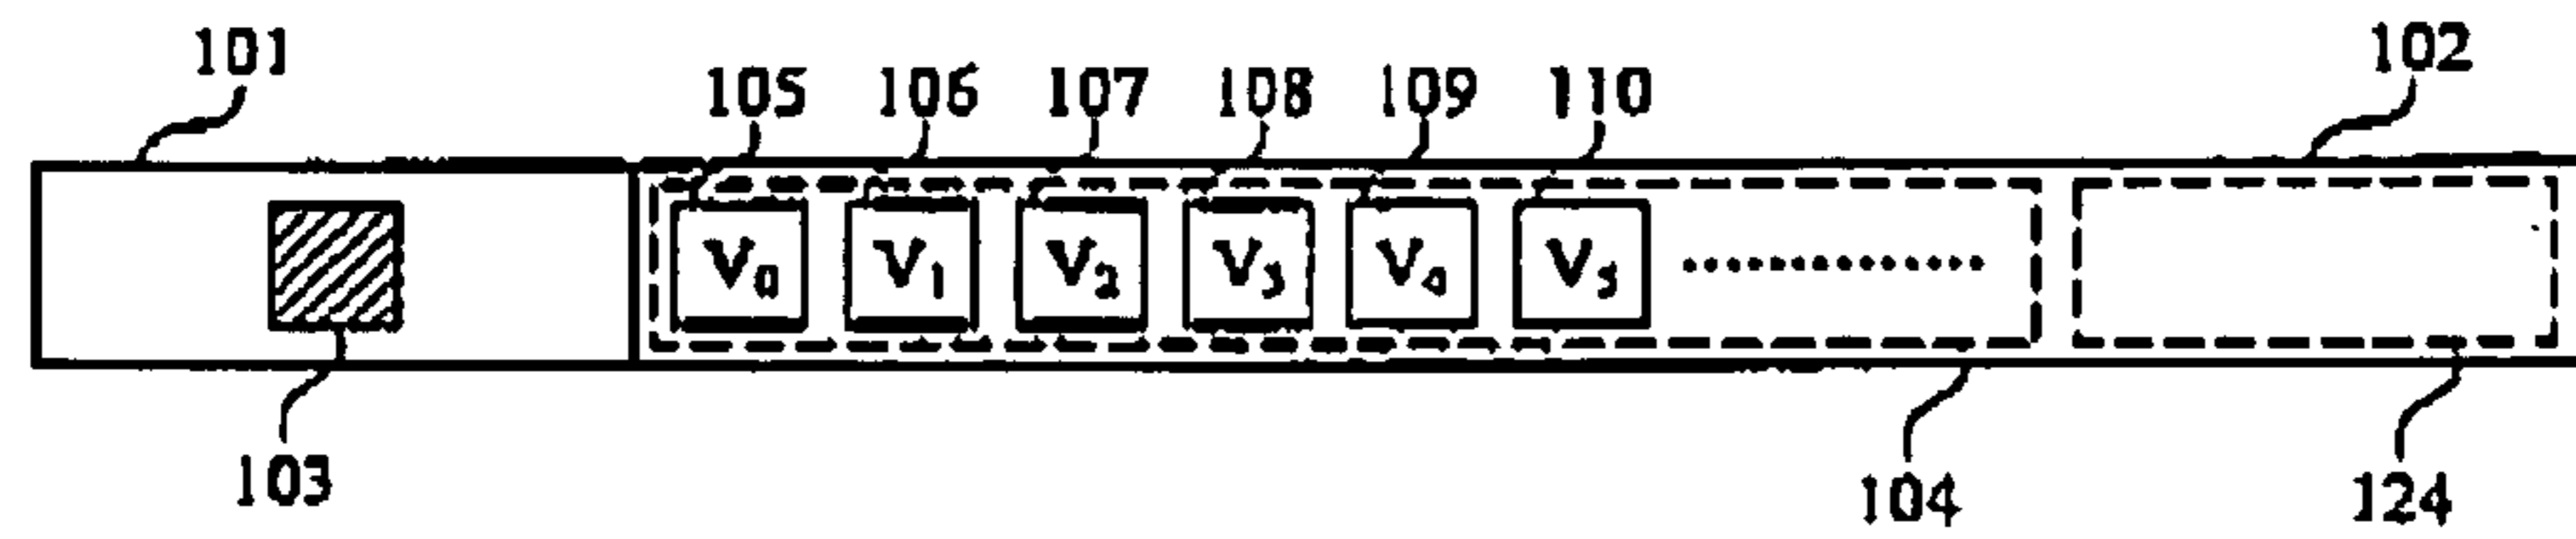 101 102
105 106 107 108 109 110
V₀ V₁ V₂ V₃ V₄ V₅ ..............
103 104 124